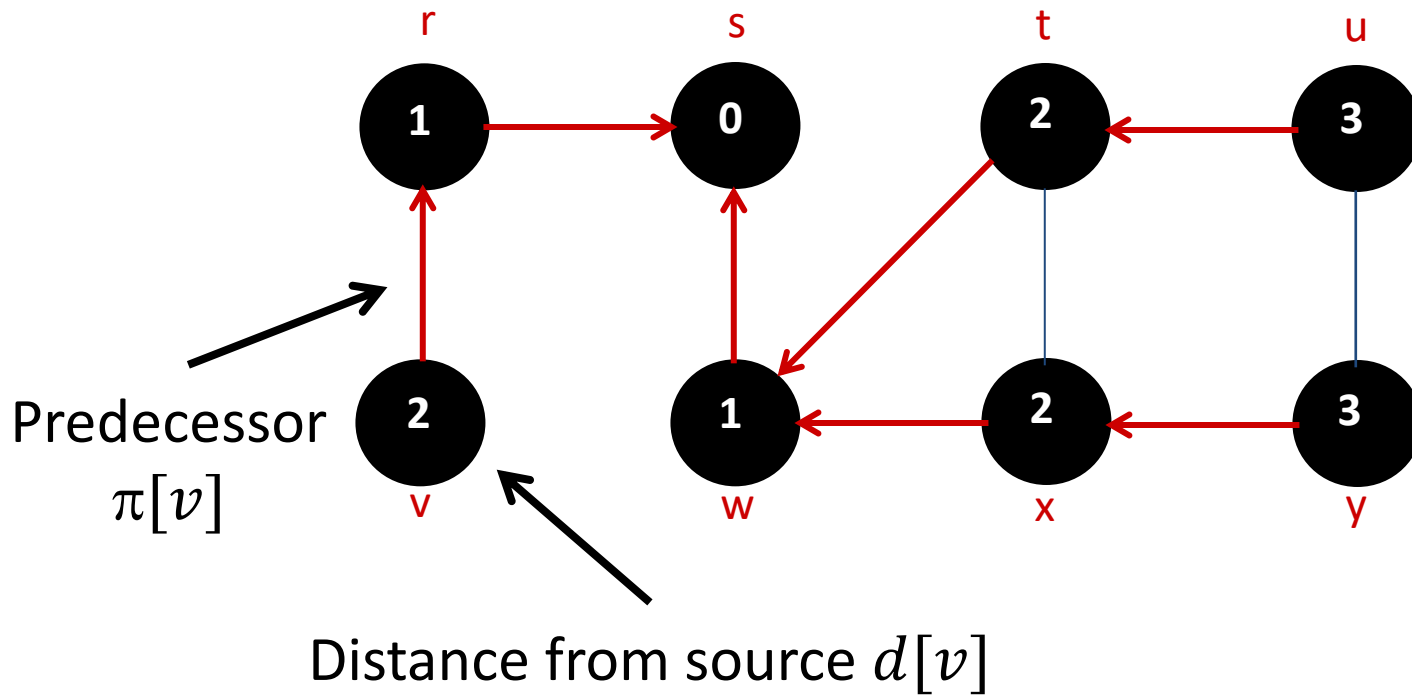 r s t u
1 0 2 3
Predecessor
π[v]
2 1 2 3
v w x y
Distance from source d[v]